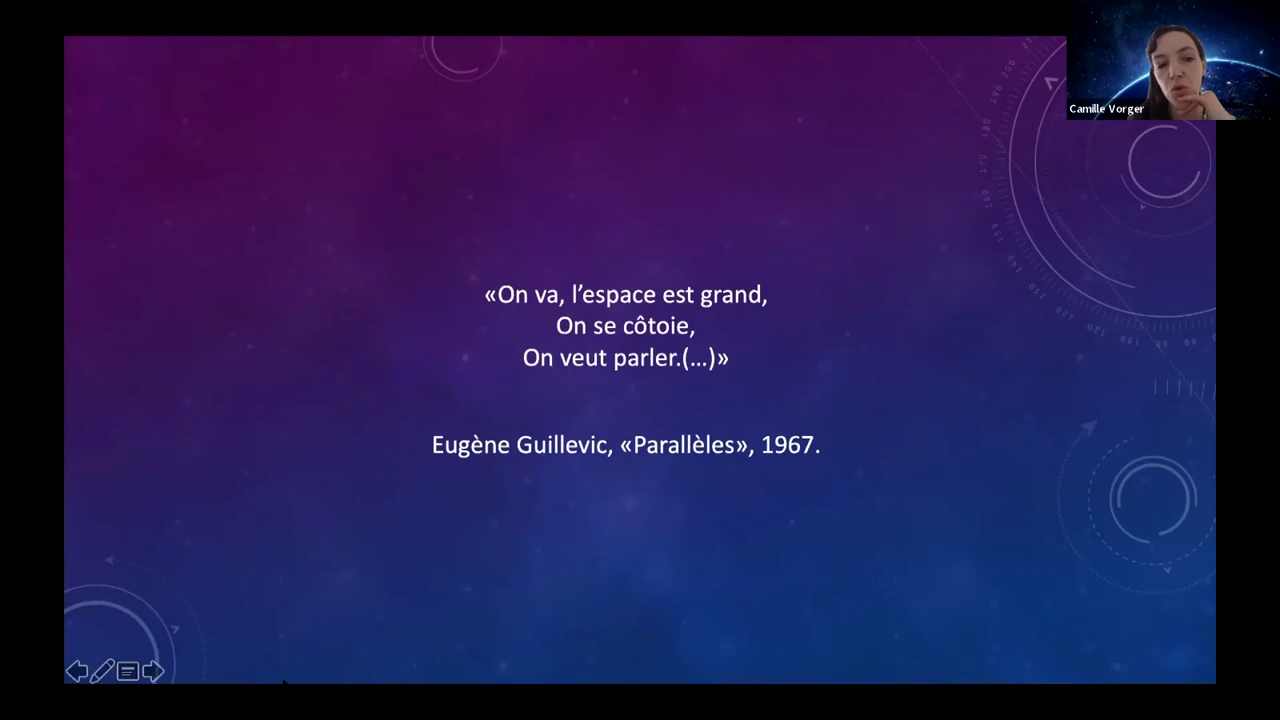 Camille Vorger
«On va, l’espace est grand,
On se côtoie,
On veut parler.(…)»
Eugène Guillevic, «Parallèles», 1967.